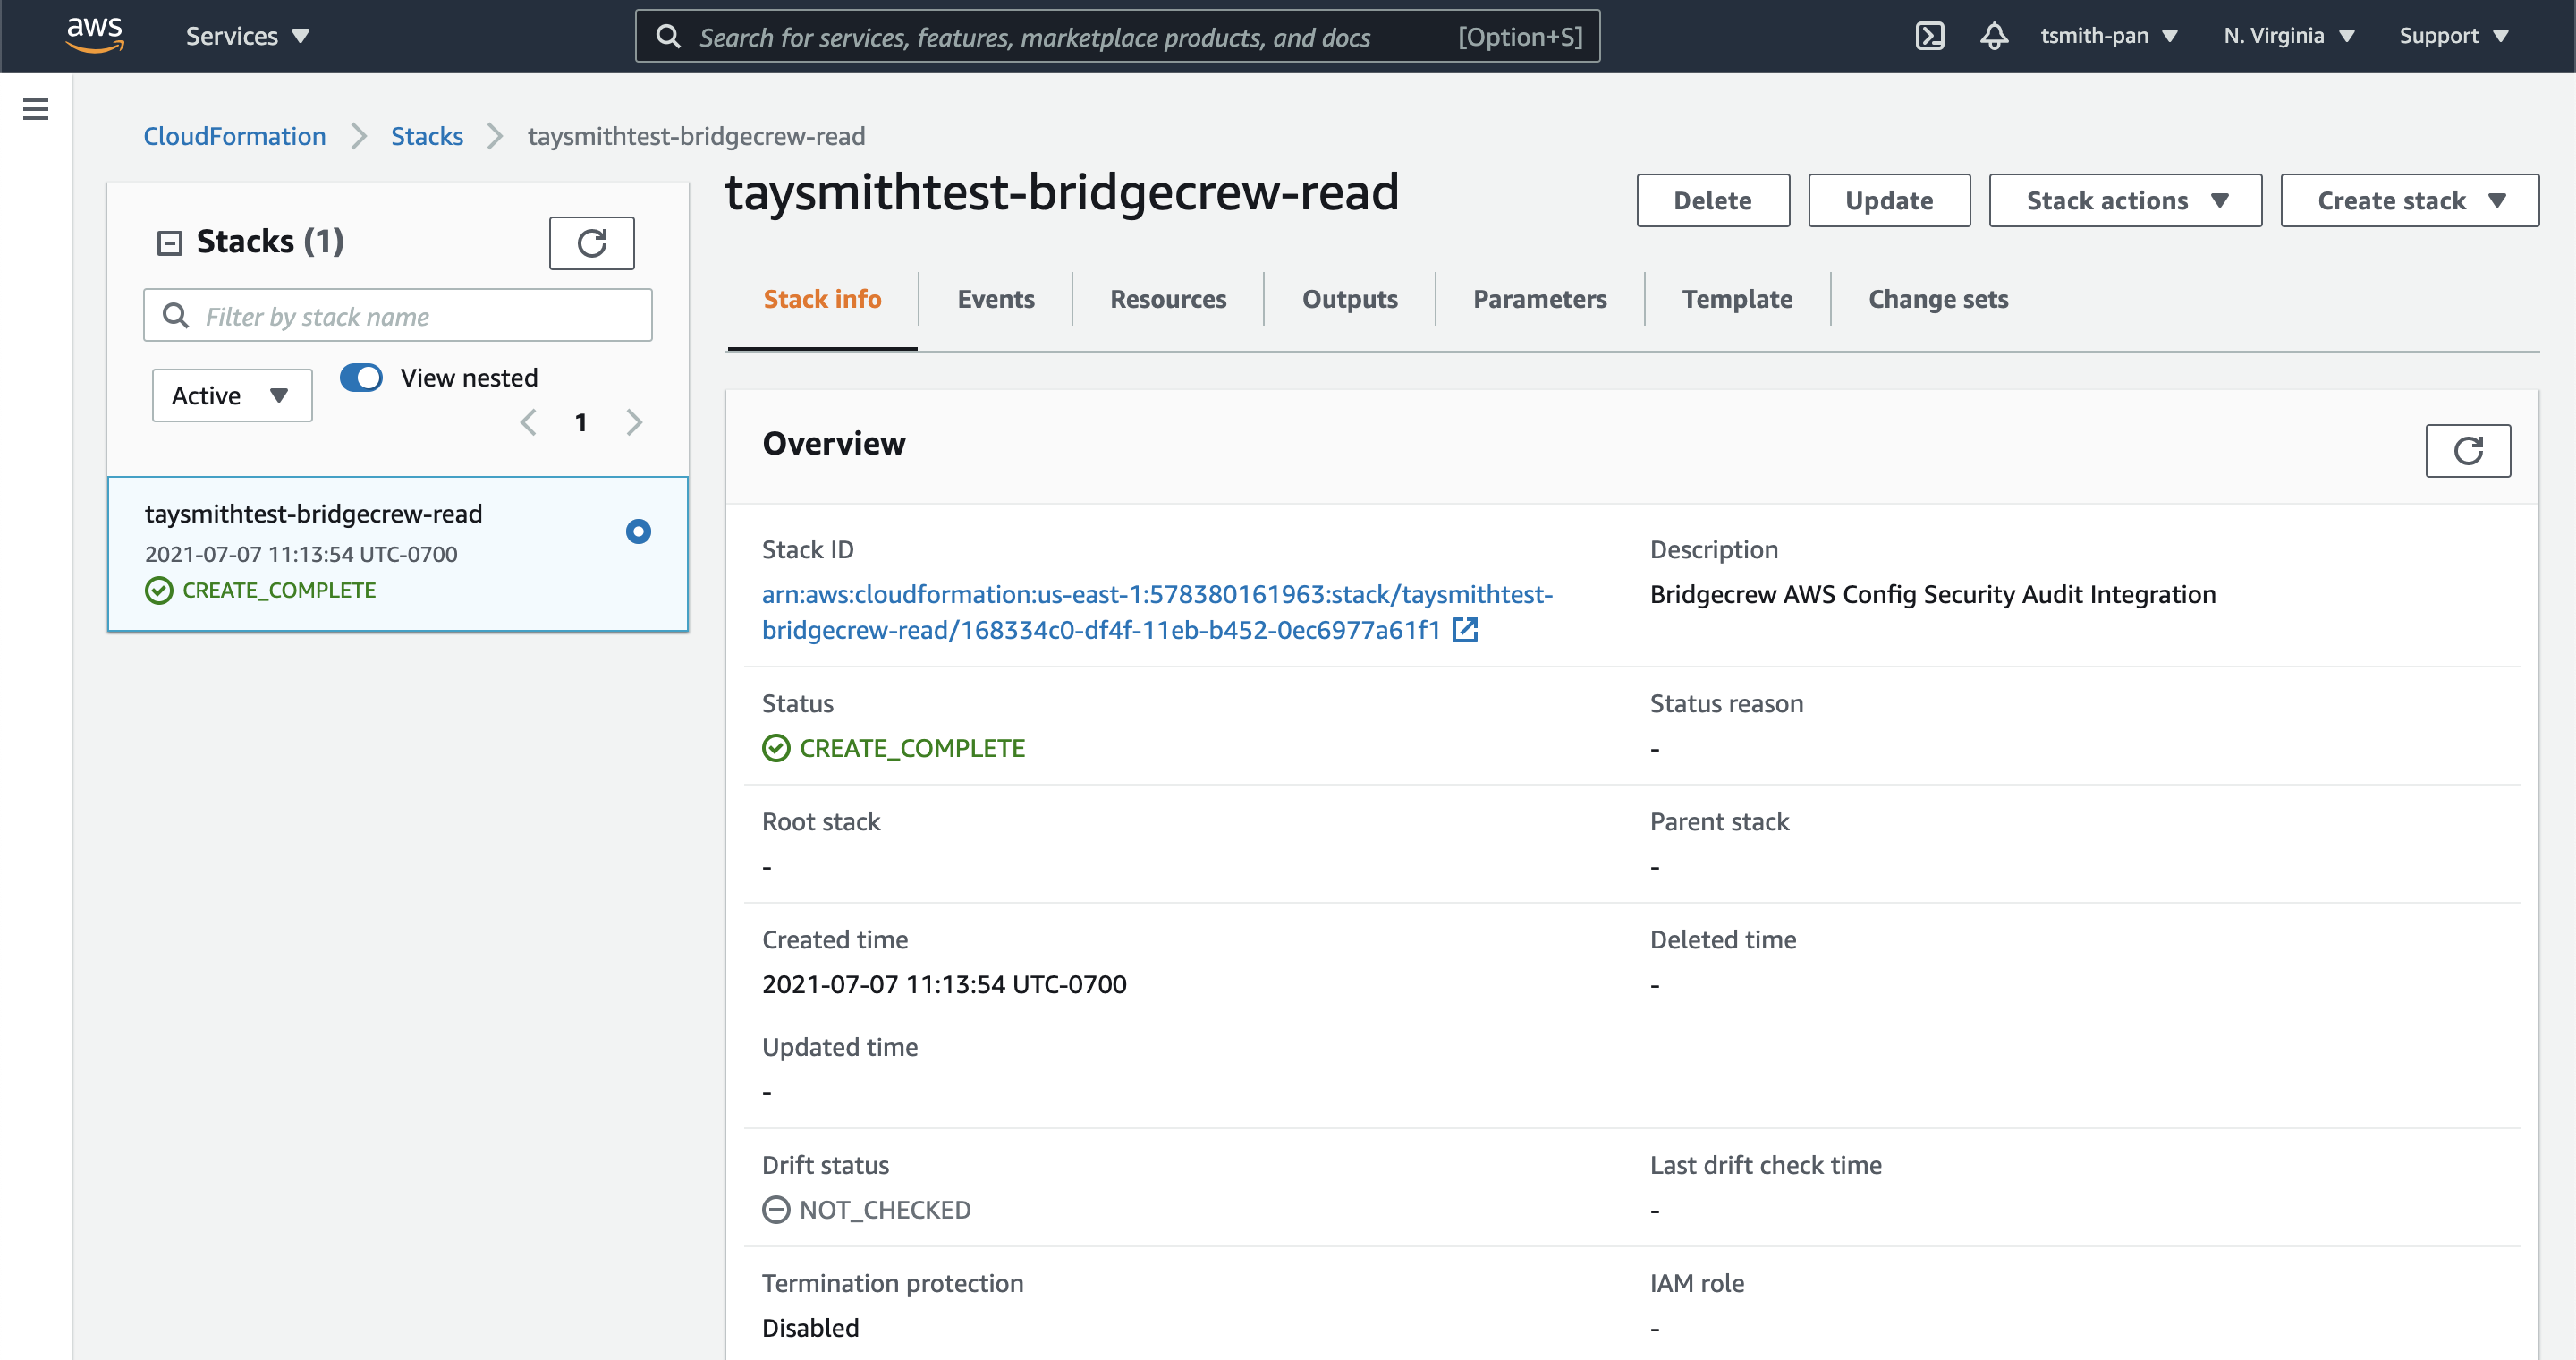 aws
Services
Search for services, features, marketplace products, and docs [Option+S]
tsmith-pan
N. Virginia
Support
CloudFormation
Stacks
taysmithtest-bridgecrew-read
Stacks (1)
Filter by stack name
Active
View nested
1
taysmithtest-bridgecrew-read
2021-07-07 11:13:54 UTC-0700
CREATE_COMPLETE
taysmithtest-bridgecrew-read
Delete
Update
Stack actions
Create stack
Stack info
Events
Resources
Outputs
Parameters
Template
Change sets
Overview
Stack ID
arn:aws:cloudformation:us-east-1:578380161963:stack/taysmithtest-
bridgecrew-read/168334c0-df4f-11eb-b452-0ec6977a61f1
Description
Bridgecrew AWS Config Security Audit Integration
Status
CREATE_COMPLETE
Status reason
-
Root stack
-
Parent stack
-
Created time
2021-07-07 11:13:54 UTC-0700
Deleted time
-
Updated time
-
Drift status
NOT_CHECKED
Last drift check time
-
Termination protection
Disabled
IAM role
-